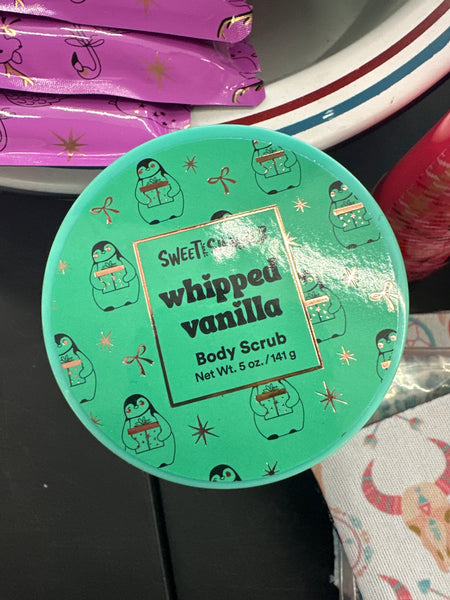 whipped
vanilla
Body Scrub
Net Wt. 5 oz. / 141 g